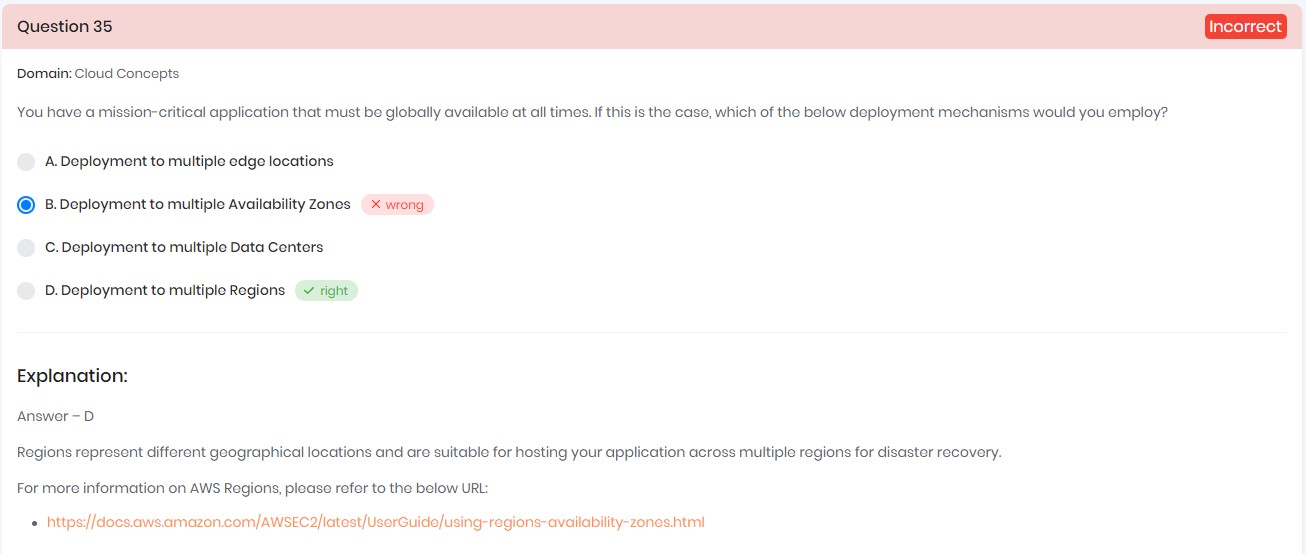 Question 35 Incorrect
Domain: Cloud Concepts
You have a mission-critical application that must be globally available at all times. If this is the case, which of the below deployment mechanisms would you employ?
A. Deployment to multiple edge locations
B. Deployment to multiple Availability Zones wrong
C. Deployment to multiple Data Centers
D. Deployment to multiple Regions right
Explanation:
Answer – D
Regions represent different geographical locations and are suitable for hosting your application across multiple regions for disaster recovery.
For more information on AWS Regions, please refer to the below URL:
https://docs.aws.amazon.com/AWSEC2/latest/UserGuide/using-regions-availability-zones.html